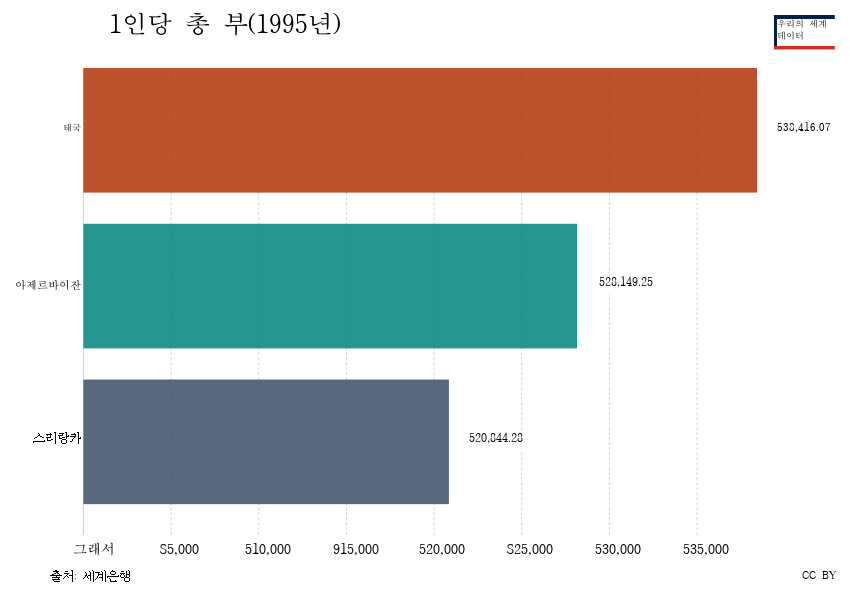 1인당 총 부(1995년)
우리의 세계
데이터
태국
538,416.07
아제르바이잔
528,149.25
스리랑카
520,844.28
그래서
S5,000
510,000
915,000
520,000
S25,000
530,000
535,000
출처: 세계은행
CC BY